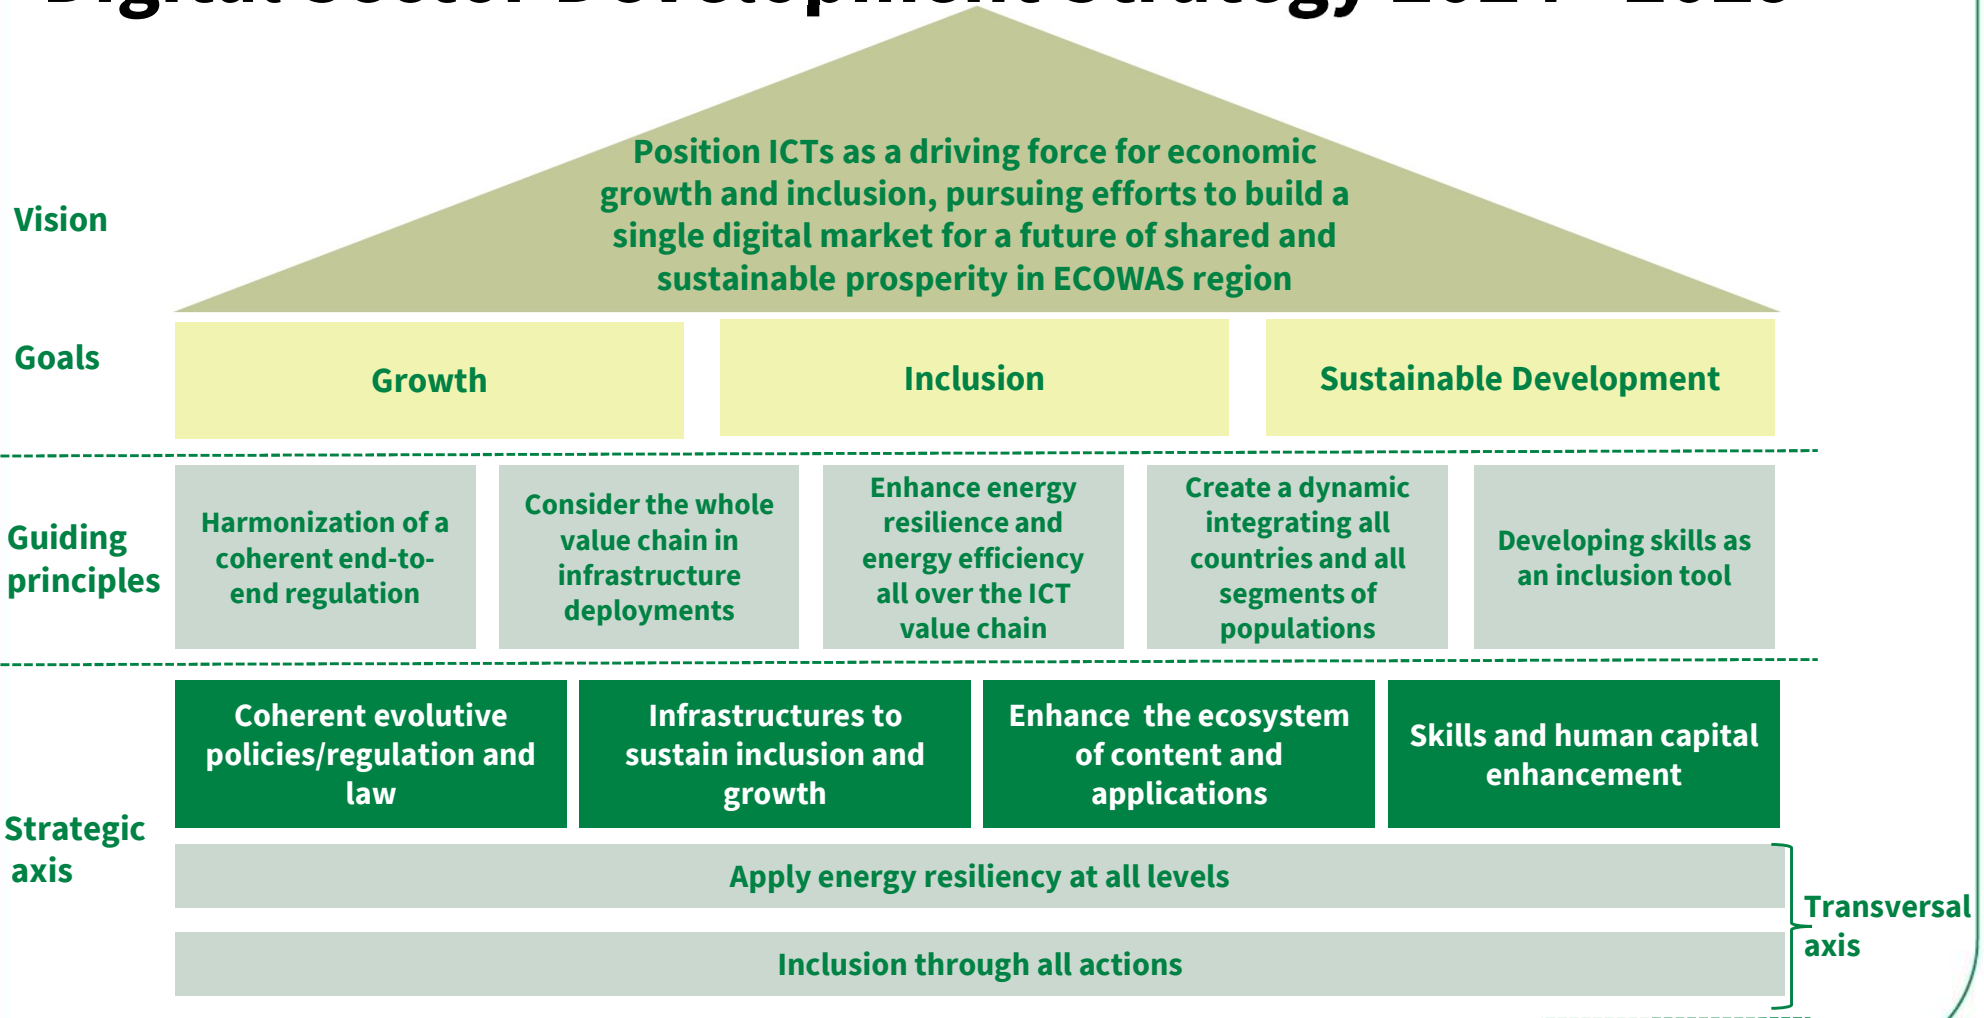 Digital Sector Development Strategy 2024 - 2029
Position ICTs as a driving force for economic
growth and inclusion, pursuing efforts to build a
single digital market for a future of shared and
sustainable prosperity in ECOWAS region
Vision
Goals
Growth
Inclusion
Sustainable Development
Guiding
principles
Harmonization of a
coherent end-to-
end regulation
Consider the whole
value chain in
infrastructure
deployments
Enhance energy
resilience and
energy efficiency
all over the ICT
value chain
Create a dynamic
integrating all
countries and all
segments of
populations
Developing skills as
an inclusion tool
Strategic
axis
Coherent evolutive
policies/regulation and
law
Infrastructures to
sustain inclusion and
growth
Enhance  the ecosystem
of content and
applications
Skills and human capital
enhancement
Apply energy resiliency at all levels
Inclusion through all actions
Transversal
axis